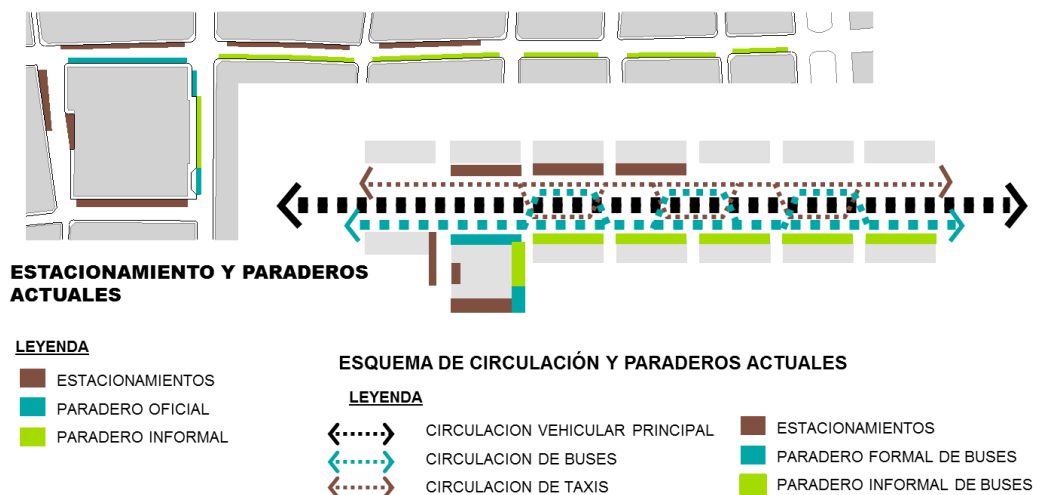 ESTACIONAMIENTO Y PARADEROS
ACTUALES
LEYENDA
ESTACIONAMIENTOS
PARADERO OFICIAL
PARADERO INFORMAL
ESQUEMA DE CIRCULACIÓN Y PARADEROS ACTUALES
LEYENDA
CIRCULACION VEHICULAR PRINCIPAL
CIRCULACION DE BUSES
CIRCULACION DE TAXIS
ESTACIONAMIENTOS
PARADERO FORMAL DE BUSES
PARADERO INFORMAL DE BUSES